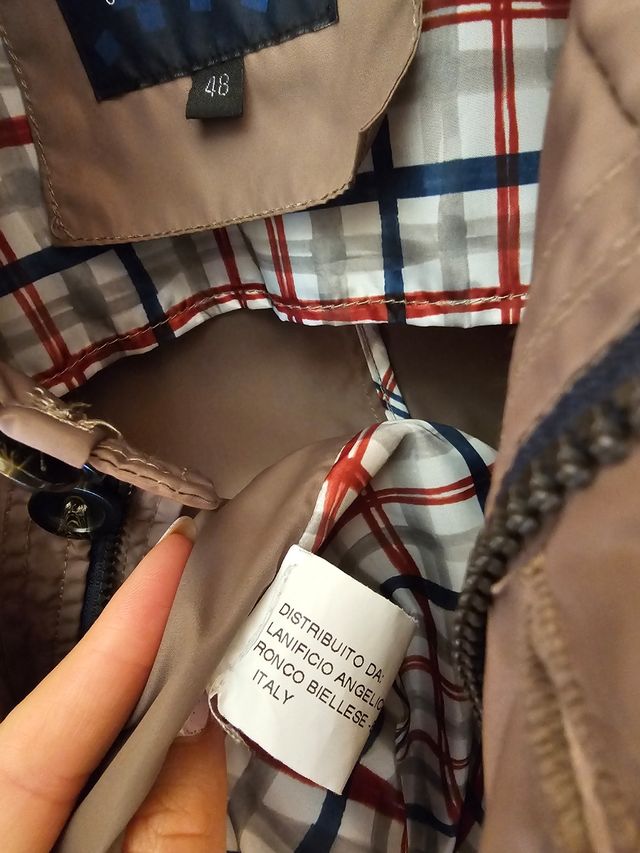 48
DISTRIBUITO DA:
LANIFICIO ANGELIC
RONCO BIELLESE -
ITALY